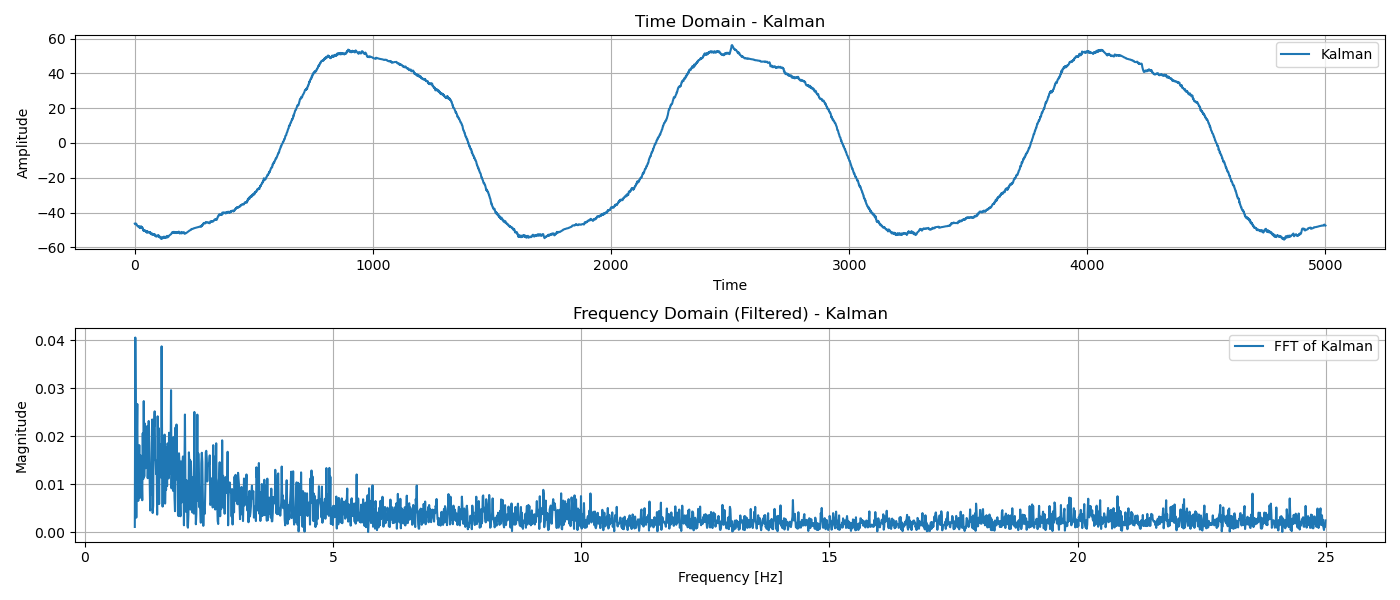 Time Domain - Kalman
60
40
20
0
−20
−40
−60
Amplitude
Kalman
0 1000 2000 3000 4000 5000
Time
Frequency Domain (Filtered) - Kalman
0.04
0.03
0.02
0.01
0.00
Magnitude
FFT of Kalman
0 5 10 15 20 25
Frequency [Hz]